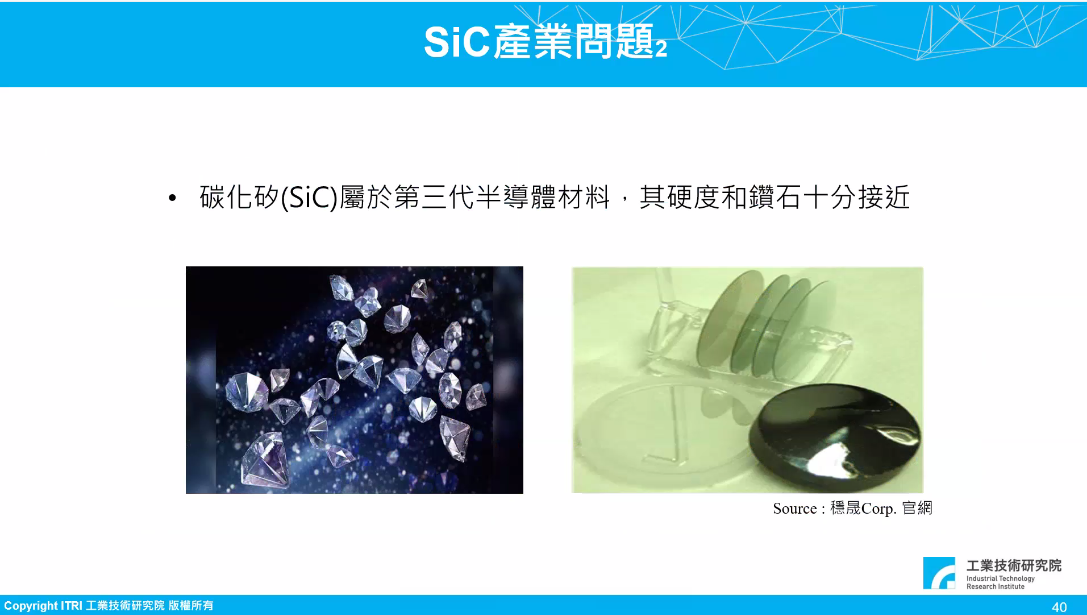 SiC產業問題2
• 碳化矽(SiC)屬於第三代半導體材料，其硬度和鑽石十分接近
Source : 穩晟Corp. 官網
工業技術研究院
Industrial Technology
Research Institute
Copyright ITRI 工業技術研究院 版權所有
40